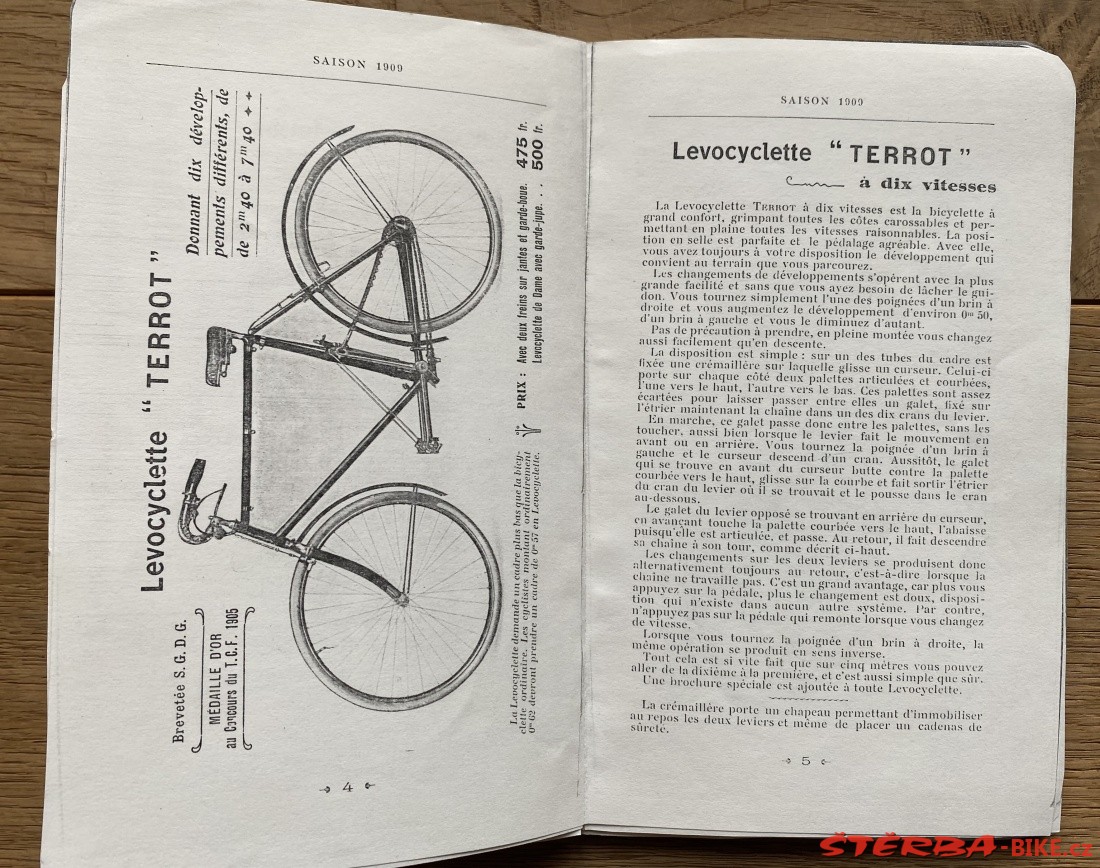 SAISON 1909
Levocyclette “ TERROT ”
Brevetée S. G. D. G.
MÉDAILLE D'OR
au Concours du T.C.F. 1905
Donnant dix dévelop-
pements différents, de
de 2ᵐ40 à 7ᵐ40
PRIX : Avec deux freins sur jantes et garde-boue. 475 fr.
Levocyclette de Dame avec garde-jupe. . . 500 fr.
La Levocyclette demande un cadre plus bas que la bicy-
clette ordinaire. Les cyclistes montant ordinairement
0ᵐ 62 devront prendre un cadre de 0ᵐ 57 en Levocyclette.
4
SAISON 1909
Levocyclette “ TERROT ”
à dix vitesses
La Levocyclette TERROT à dix vitesses est la bicyclette à
grand confort, grimpant toutes les côtes carossables et per-
mettant en plaine toutes les vitesses raisonnables. La posi-
tion en selle est parfaite et le pédalage agréable. Avec elle,
vous avez toujours à votre disposition le développement qui
convient au terrain que vous parcourez.
Les changements de développements s'opérent avec la plus
grande facilité et sans que vous ayez besoin de lâcher le gui-
don. Vous tournez simplement l'une des poignées d'un brin à
droite et vous augmentez le développement d'environ 0ᵐ 50,
d'un brin à gauche et vous le diminuez d'autant.
Pas de précaution à prendre, en pleine montée vous changez
aussi facilement qu'en descente.
La disposition est simple : sur un des tubes du cadre est
fixée une crémaillère sur laquelle glisse un curseur. Celui-ci
porte sur chaque côté deux palettes articulées et courbées,
l'une vers le haut, l'autre vers le bas. Ces palettes sont assez
écartées pour laisser passer entre elles un galet, fixé sur
l'étrier maintenant la chaîne dans un des dix crans du levier.
En marche, ce galet passe donc entre les palettes, sans les
toucher, aussi bien lorsque le levier fait le mouvement en
avant ou en arrière. Vous tournez la poignée d'un brin à
gauche et le curseur descend d'un cran. Aussitôt, le galet
qui se trouve en avant du curseur butte contre la palette
courbée vers le haut, glisse sur la courbe et fait sortir l'étrier
du cran du levier où il se trouvait et le pousse dans le cran
au-dessous.
Le galet du levier opposé se trouvant en arrière du curseur,
en avançant touche la palette courbée vers le haut, l'abaisse
puisqu'elle est articulée, et passe. Au retour, il fait descendre
sa chaîne à son tour, comme décrit ci-haut.
Les changements sur les deux leviers se produisent donc
alternativement toujours au retour, c'est-à-dire lorsque la
chaîne ne travaille pas. C'est un grand avantage, car plus vous
appuyez sur la pédale, plus le changement est doux, disposi-
tion qui n'existe dans aucun autre système. Par contre,
n'appuyez pas sur la pédale qui remonte lorsque vous changez
de vitesse.
Lorsque vous tournez la poignée d'un brin à droite, la
même opération se produit en sens inverse.
Tout cela est si vite fait que sur cinq mètres vous pouvez
aller de la dixième à la première, et c'est aussi simple que sûr.
Une brochure spéciale est ajoutée à toute Levocyclette.
La crémaillère porte un chapeau permettant d'immobiliser
au repos les deux leviers et même de placer un cadenas de
sûreté.
5
ŠTĚRBA-BIKE.cz